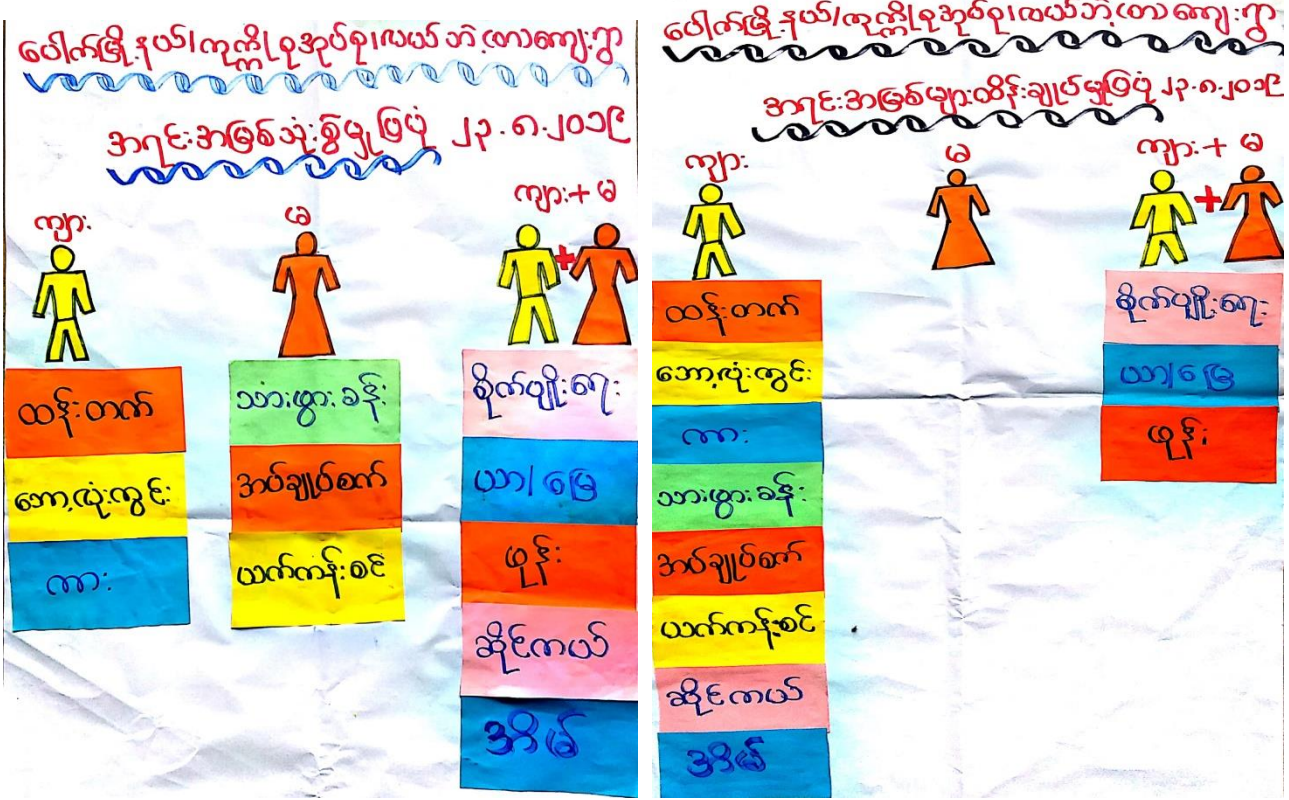 ပေါက်မြို့နယ်/ကုက္ကိုစုအုပ်စု/လယ်ဘဲ့တာကျေးရွာ
အရင်းအမြစ်သုံးစွဲမှုပြပုံ ၂၃.၈.၂၀၁၉
ကျား
မ
ကျား+မ
ထန်းတက်
ဘော့လုံးကွင်း
ကား
သားဖွားခန်း
အပ်ချုပ်စက်
ယက်ကန်းစင်
စိုက်ပျိုးရေး
ယာ/မြေ
ဖုန်း
ဆိုင်ကယ်
အိမ်
ပေါက်မြို့နယ်/ကုက္ကိုစုအုပ်စု/လယ်ဘဲ့တာကျေးရွာ
အရင်းအမြစ်များထိန်းချုပ်မှုပြပုံ ၂၃.၈.၂၀၁၉
ကျား
မ
ကျား+မ
ထန်းတက်
ဘော့လုံးကွင်း
ကား
သားဖွားခန်း
အပ်ချုပ်စက်
ယက်ကန်းစင်
ဆိုင်ကယ်
အိမ်
စိုက်ပျိုးရေး
ယာ/မြေ
ဖုန်း